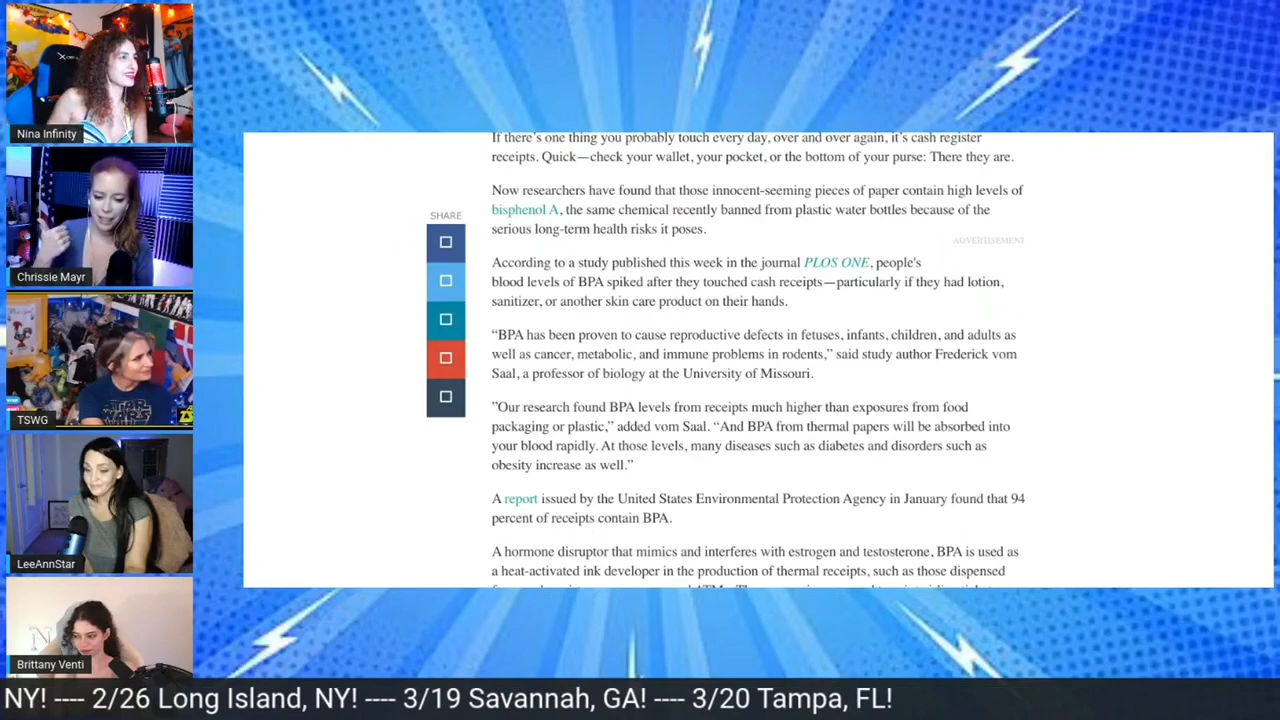 Nina Infinity
Chrissie Mayr
TSWG
LeeAnnStar
Brittany Venti
SHARE
If there’s one thing you probably touch every day, over and over again, it’s cash register
receipts. Quick—check your wallet, your pocket, or the bottom of your purse: There they are.
Now researchers have found that those innocent-seeming pieces of paper contain high levels of
bisphenol A, the same chemical recently banned from plastic water bottles because of the
serious long-term health risks it poses.
ADVERTISEMENT
According to a study published this week in the journal PLOS ONE, people's
blood levels of BPA spiked after they touched cash receipts—particularly if they had lotion,
sanitizer, or another skin care product on their hands.
“BPA has been proven to cause reproductive defects in fetuses, infants, children, and adults as
well as cancer, metabolic, and immune problems in rodents,” said study author Frederick vom
Saal, a professor of biology at the University of Missouri.
”Our research found BPA levels from receipts much higher than exposures from food
packaging or plastic,” added vom Saal. “And BPA from thermal papers will be absorbed into
your blood rapidly. At those levels, many diseases such as diabetes and disorders such as
obesity increase as well.”
A report issued by the United States Environmental Protection Agency in January found that 94
percent of receipts contain BPA.
A hormone disruptor that mimics and interferes with estrogen and testosterone, BPA is used as
a heat-activated ink developer in the production of thermal receipts, such as those dispensed
NY! ---- 2/26 Long Island, NY! ---- 3/19 Savannah, GA! ---- 3/20 Tampa, FL!